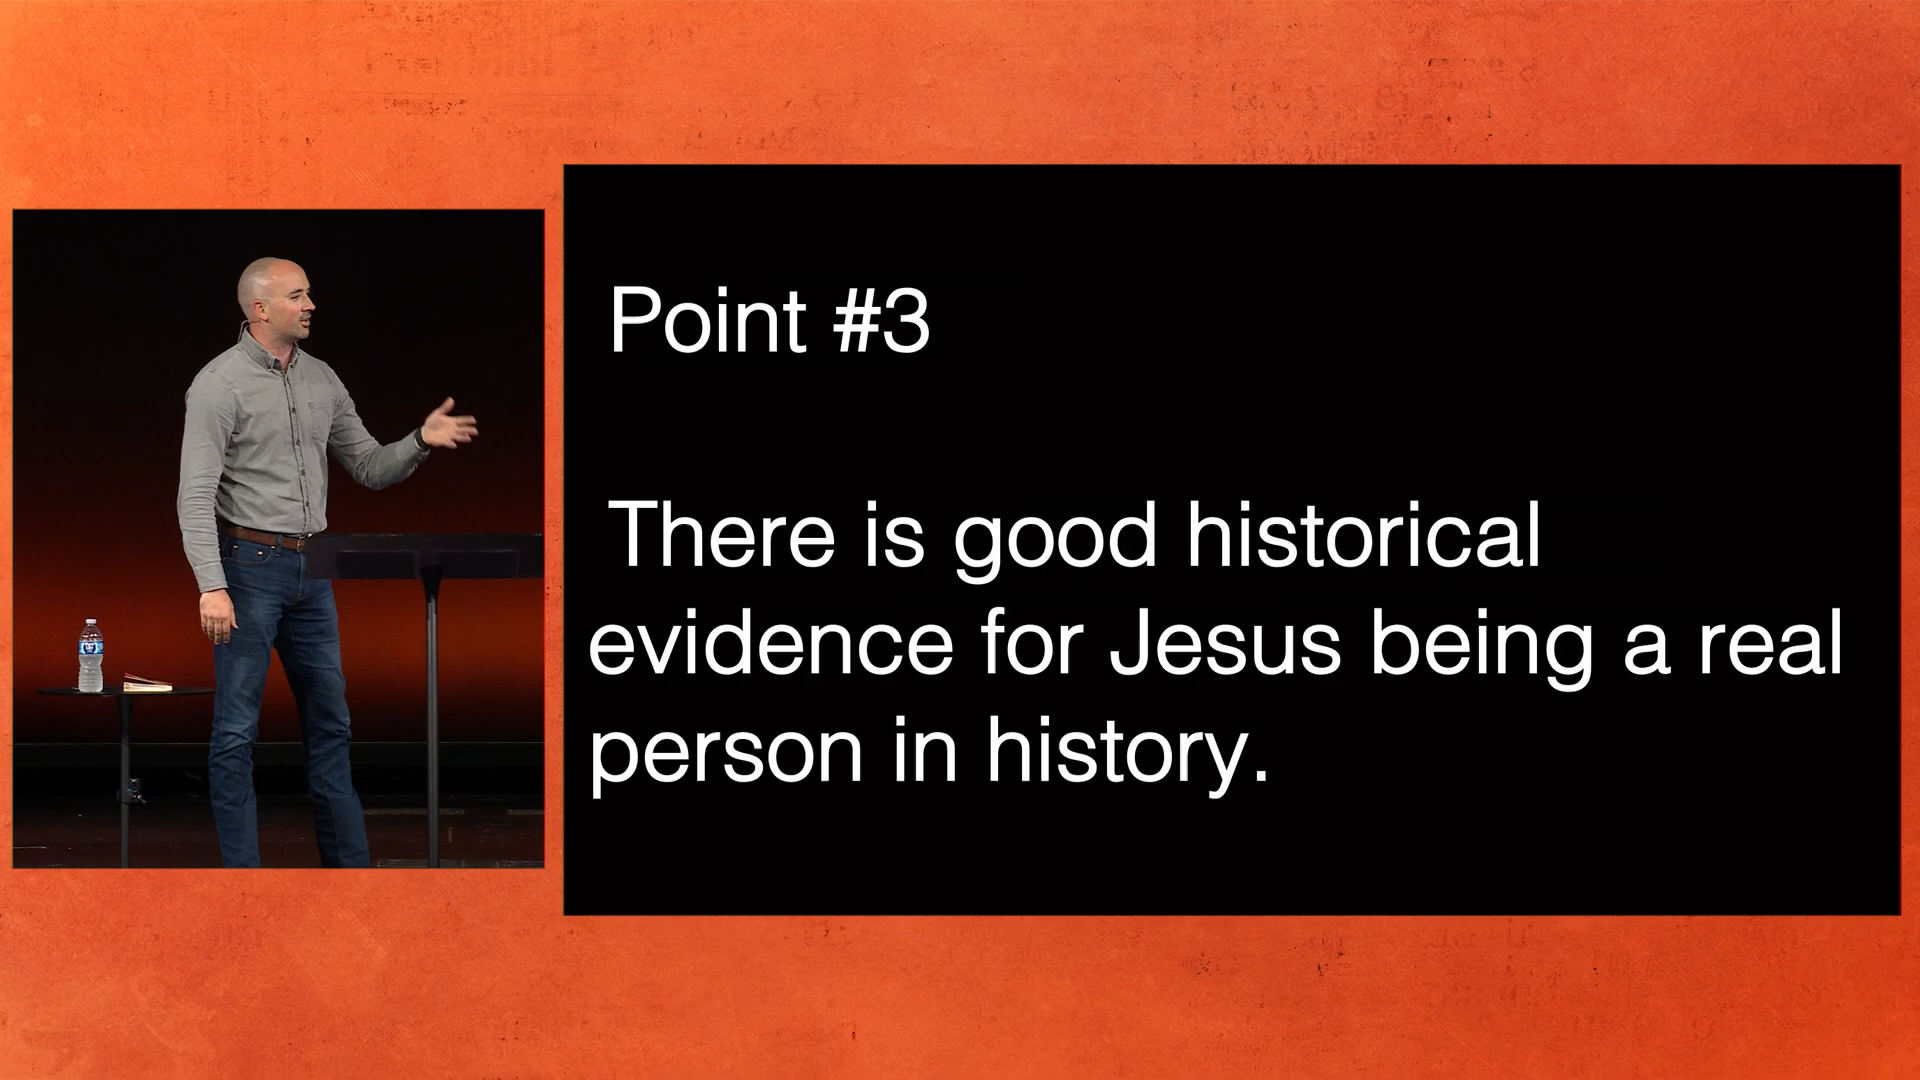 Point #3
There is good historical
evidence for Jesus being a real
person in history.